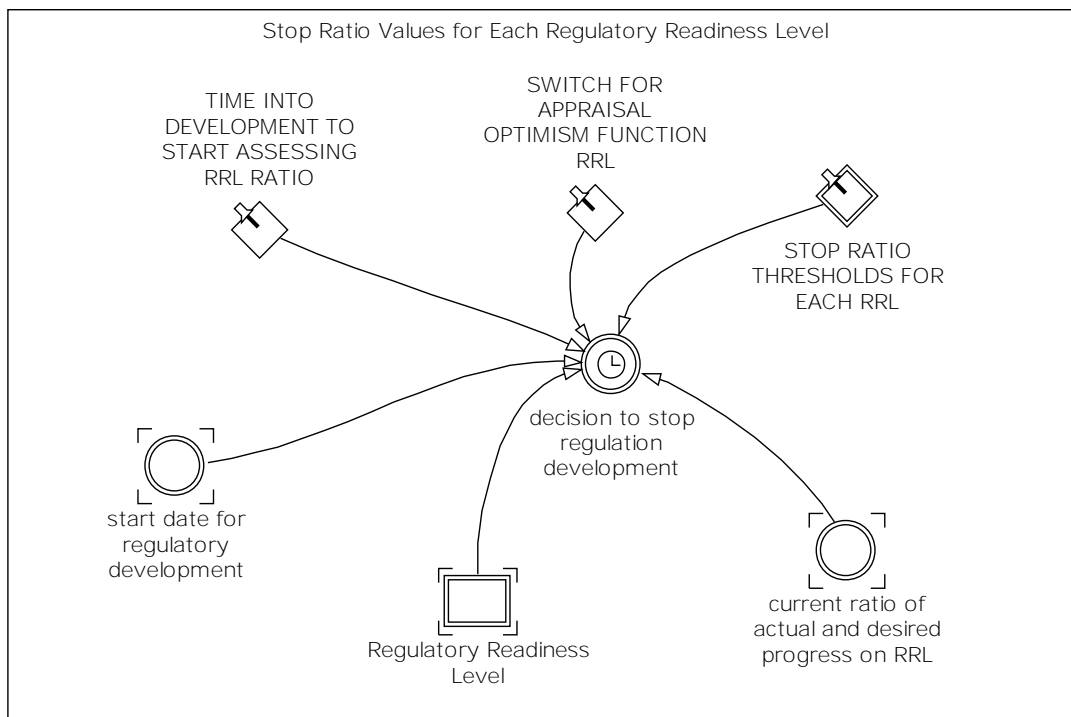 Stop Ratio Values for Each Regulatory Readiness Level
TIME INTO
DEVELOPMENT TO
START ASSESSING
RRL RATIO
SWITCH FOR
APPRAISAL
OPTIMISM FUNCTION
RRL
STOP RATIO
THRESHOLDS FOR
EACH RRL
decision to stop
regulation
development
start date for
regulatory
development
Regulatory Readiness
Level
current ratio of
actual and desired
progress on RRL